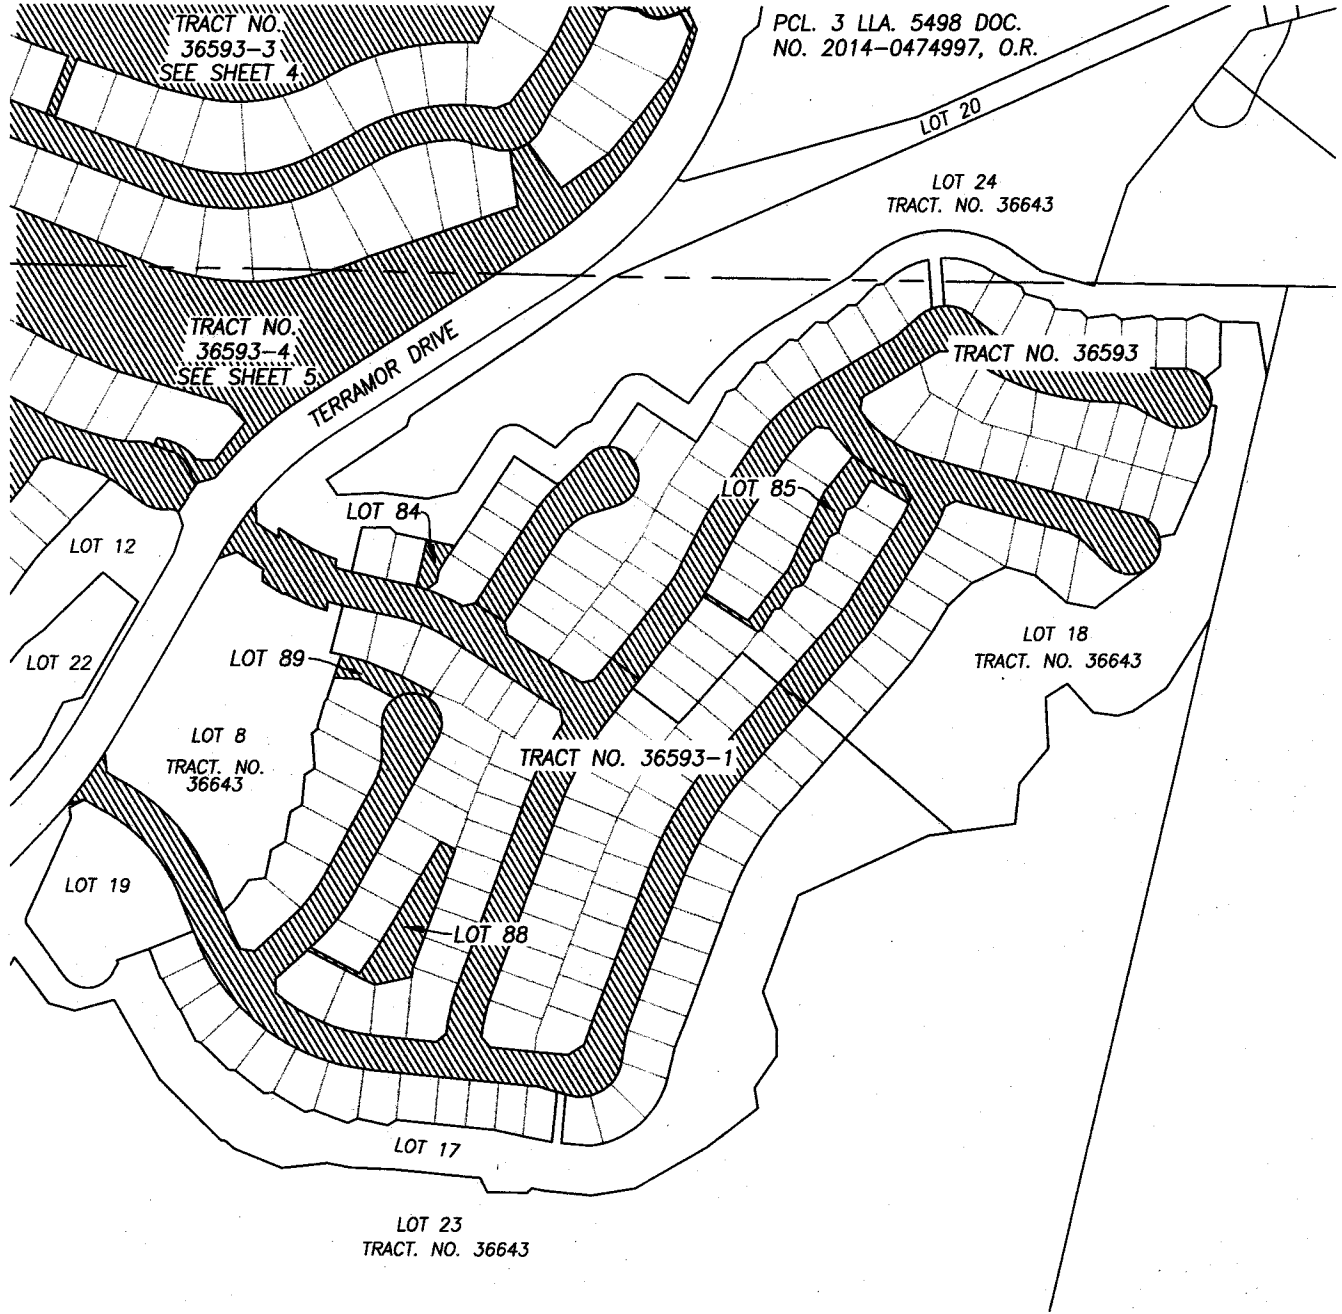 TRACT NO.
36593-3
SEE SHEET 4
PCL. 3 LLA. 5498 DOC.
NO. 2014-0474997, O.R.
LOT 20
LOT 24
TRACT. NO. 36643
TRACT NO.
36593-4
SEE SHEET 5
TERRAMOR DRIVE
TRACT NO. 36593
LOT 85
LOT 84
LOT 12
LOT 18
TRACT. NO. 36643
LOT 22
LOT 89
LOT 8
TRACT. NO.
36643
TRACT NO. 36593-1
LOT 19
LOT 88
LOT 17
LOT 23
TRACT. NO. 36643